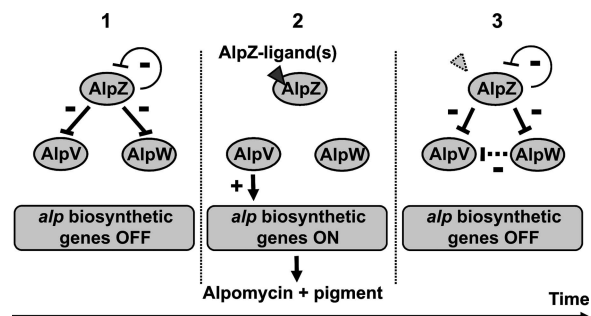 1
2
3
AlpZ-ligand(s)
-
AlpZ
-
-
AlpV
AlpW
alp biosynthetic
genes OFF
AlpZ
AlpV
AlpW
+
alp biosynthetic
genes ON
Alpomycin + pigment
-
AlpZ
-
-
AlpV
AlpW
-
alp biosynthetic
genes OFF
Time